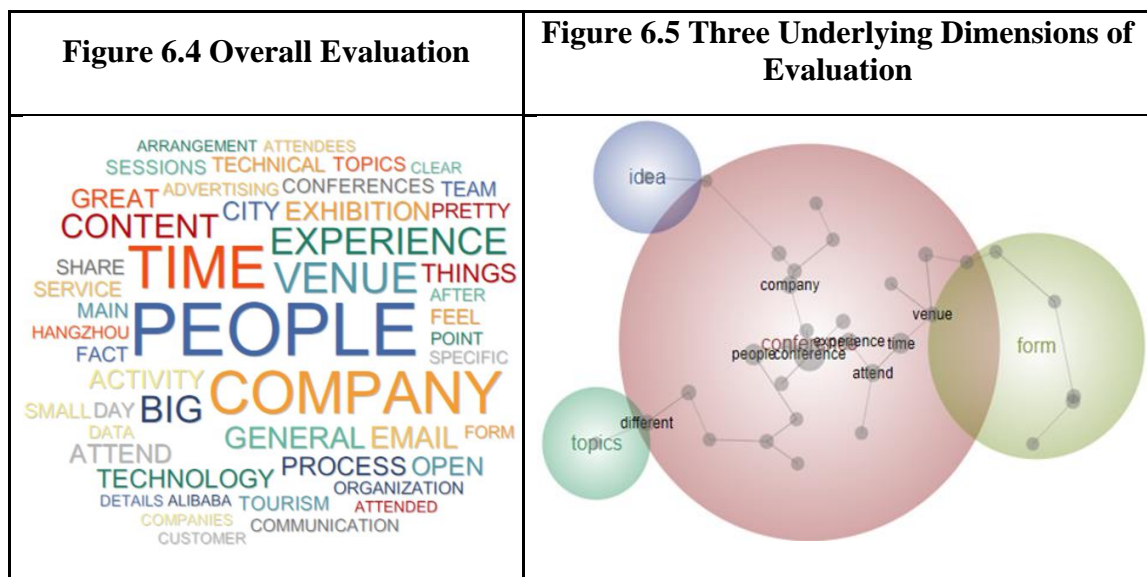 Figure 6.4 Overall Evaluation
Figure 6.5 Three Underlying Dimensions of
Evaluation
ARRANGEMENT ATTENDEES
SESSIONS TECHNICAL TOPICS CLEAR
GREAT ADVERTISING CONFERENCES TEAM
CONTENT CITY EXHIBITION PRETTY
TIME EXPERIENCE
SHARE VENUE THINGS
SERVICE AFTER
MAIN PEOPLE FEEL
HANGZHOU POINT
FACT SPECIFIC
ACTIVITY COMPANY
SMALL DAY BIG
DATA GENERAL EMAIL FORM
ATTEND PROCESS OPEN
TECHNOLOGY ORGANIZATION
DETAILS ALIBABA TOURISM ATTENDED
COMPANIES COMMUNICATION
CUSTOMER
idea
company
venue
conference
experience
time
form
people
conference
attend
different
topics